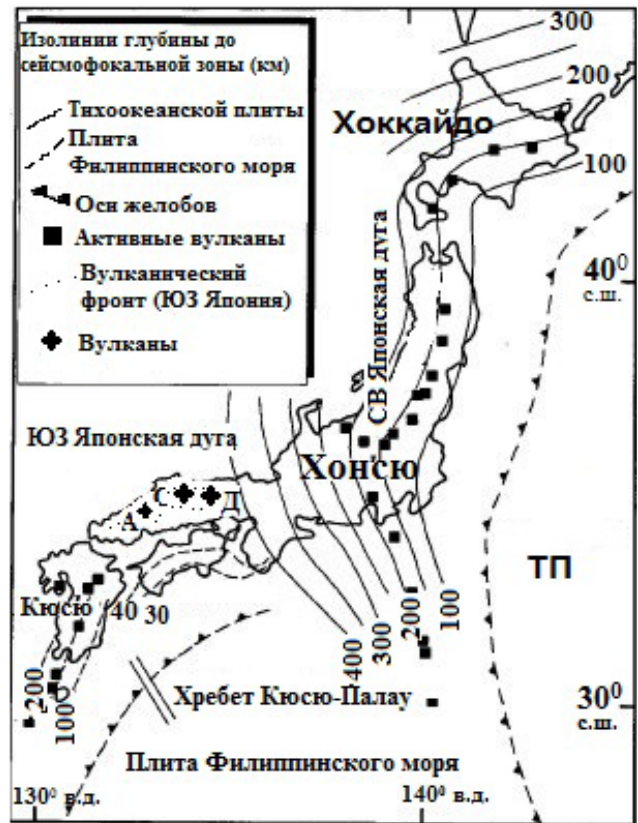 Изолинии глубины до
сейсмофокальной зоны (км)
Тихоокеанской плиты
Плита
Филиппинского моря
Оси желобов
Активные вулканы
Вулканический
фронт (ЮЗ Япония)
Вулканы
300
200
Хоккайдо
100
40⁰
с.ш.
СВ Японская дуга
ЮЗ Японская дуга
Хонсю
С
Д
А
ТП
Кюсю
40
30
200
100
400
300
200
100
Хребет Кюсю-Палау
30⁰
с.ш.
Плита Филиппинского моря
130⁰ в.д.
140⁰ в.д.